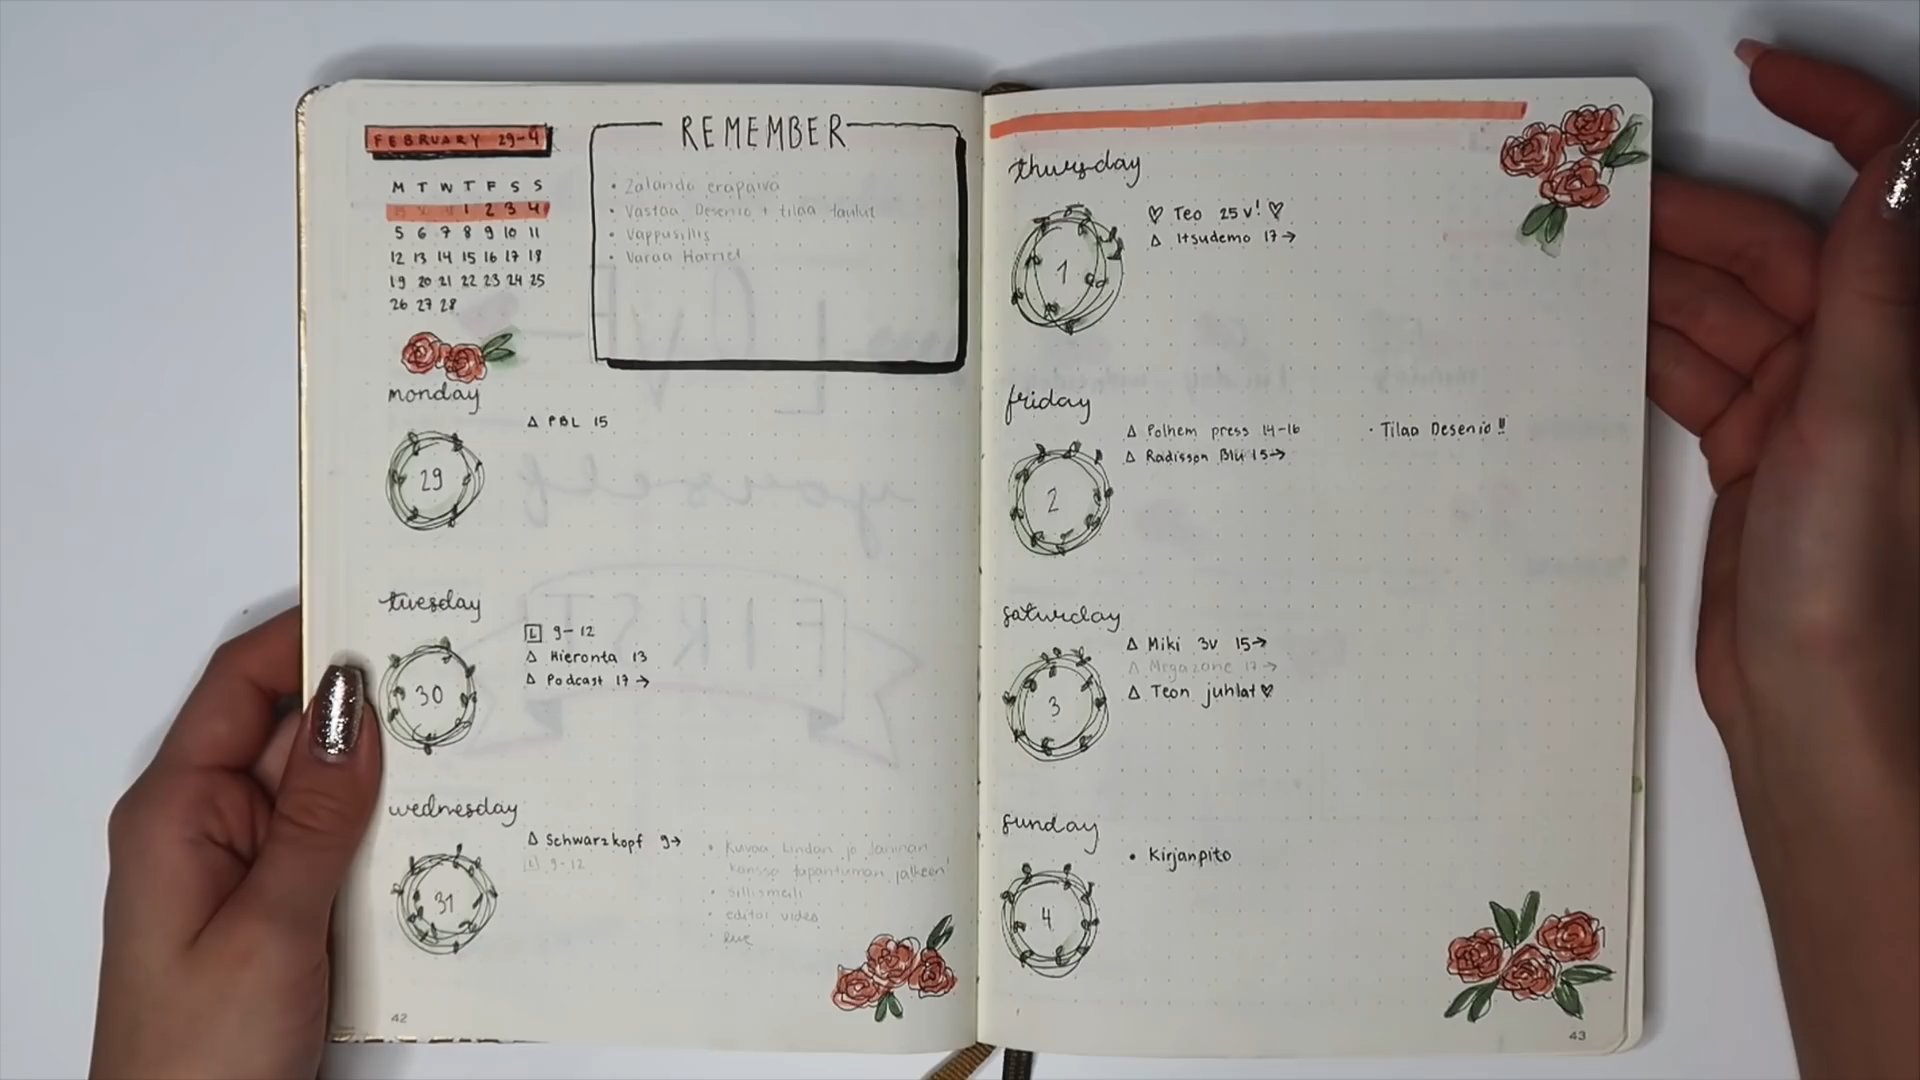 FEBRUARY 29-4
M T W T F S S
29 30 31 1 2 3 4
5 6 7 8 9 10 11
12 13 14 15 16 17 18
19 20 21 22 23 24 25
26 27 28
REMEMBER
• Zalando eräpäivä
• Vastaa Desenio + tilaa taulut
• Vappusillis
• Varaa
monday
29
Δ PBL 15
tuesday
30
L 9-12
Δ Hieronta 13
Δ Podcast 17 →
wednesday
31
Δ Schwarzkopf 9→
L 9-12
• Kuvaa Lindan ja Janinan
kanssa tapahtuman jälkeen!
• sillismeili
• editoi video
42
thursday
1
♡ Teo 25v! ♡
Δ Itsudemo 17→
friday
2
Δ Polhem press 14-16
Δ Radisson Blu 15→
· Tilaa Desenio!!
saturday
3
Δ Miki 3v 15→
Δ Megazone 17→
Δ Teon juhlat♡
sunday
4
• Kirjanpito
43
LOVE
yourself
FIRST!